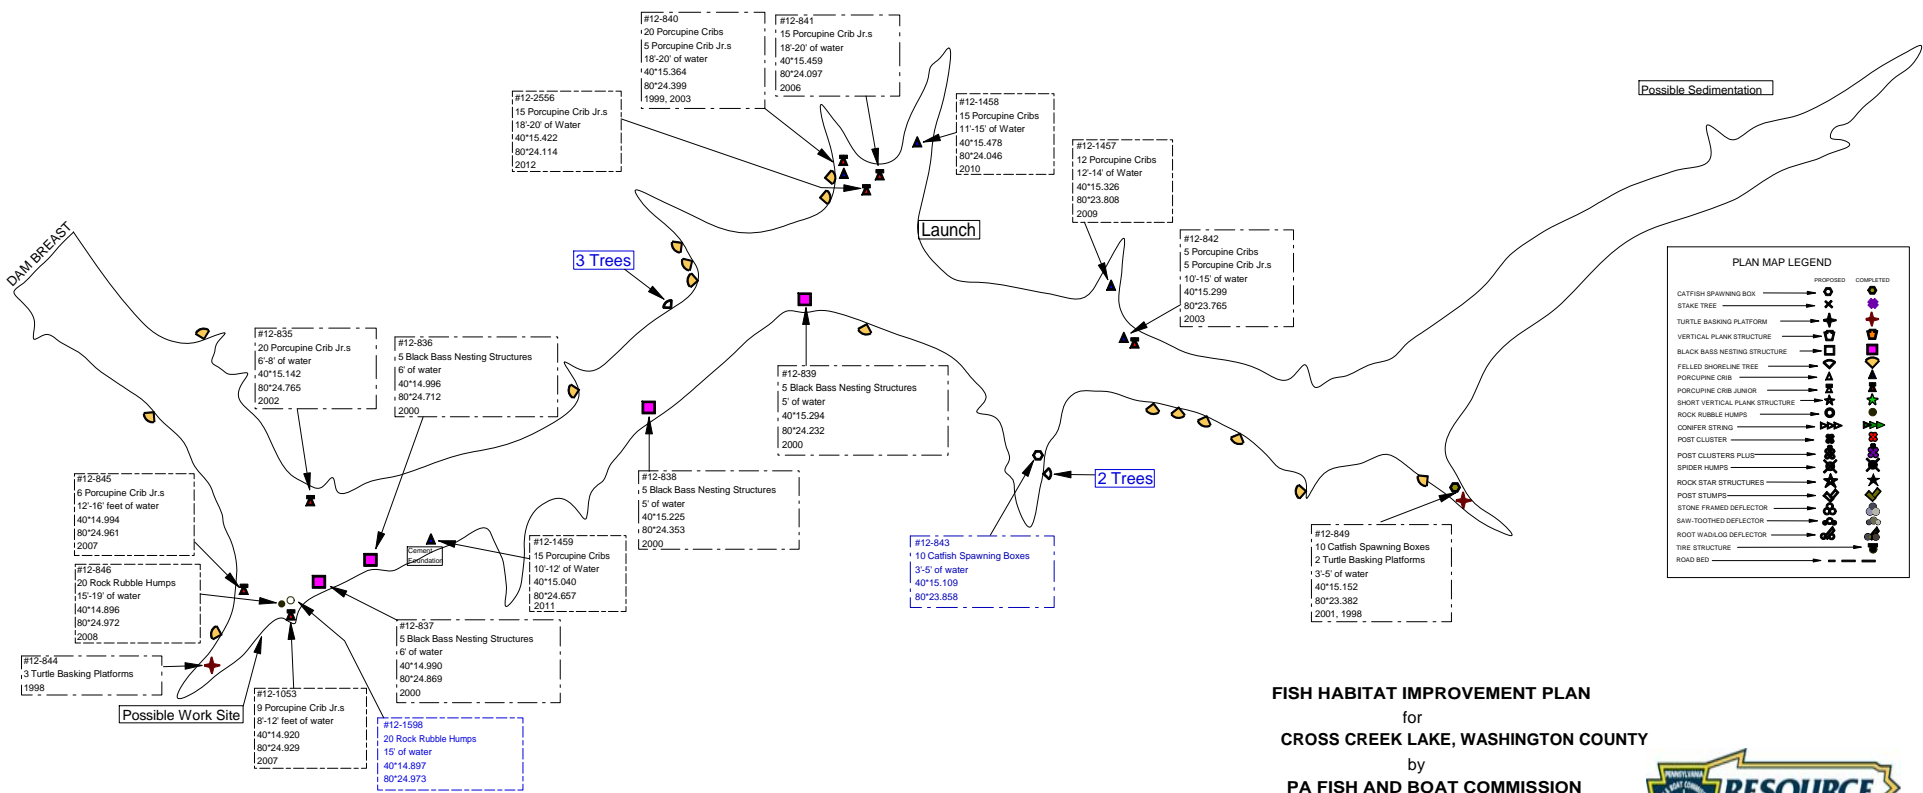 #12-840
20 Porcupine Cribs
5 Porcupine Crib Jr.s
18'-20' of water
40*15.364
80*24.399
1999, 2003
#12-841
15 Porcupine Crib Jr.s
18'-20' of water
40*15.459
80*24.097
2006
#12-2556
15 Porcupine Crib Jr.s
18'-20' of Water
40*15.422
80*24.114
2012
#12-1458
15 Porcupine Cribs
11'-15' of Water
40*15.478
80*24.046
2010
#12-1457
12 Porcupine Cribs
12'-14' of Water
40*15.326
80*23.808
2009
#12-842
5 Porcupine Cribs
5 Porcupine Crib Jr.s
10'-15' of water
40*15.299
80*23.765
2003
Possible Sedimentation
DAM BREAST
3 Trees
Launch
#12-835
20 Porcupine Crib Jr.s
6'-8' of water
40*15.142
80*24.765
2002
#12-836
5 Black Bass Nesting Structures
6' of water
40*14.996
80*24.712
2000
#12-839
5 Black Bass Nesting Structures
5' of water
40*15.294
80*24.232
2000
#12-838
5 Black Bass Nesting Structures
5' of water
40*15.225
80*24.353
2000
2 Trees
#12-845
6 Porcupine Crib Jr.s
12'-16' feet of water
40*14.994
80*24.961
2007
#12-846
20 Rock Rubble Humps
15'-19' of water
40*14.896
80*24.972
2008
#12-844
3 Turtle Basking Platforms
1998
Possible Work Site
#12-1053
9 Porcupine Crib Jr.s
8'-12' feet of water
40*14.920
80*24.929
2007
#12-1598
20 Rock Rubble Humps
15' of water
40*14.897
80*24.973
#12-837
5 Black Bass Nesting Structures
6' of water
40*14.990
80*24.869
2000
Cement
Foundation
#12-1459
15 Porcupine Cribs
10'-12' of Water
40*15.040
80*24.657
2011
#12-843
10 Catfish Spawning Boxes
3'-5' of water
40*15.109
80*23.858
#12-849
10 Catfish Spawning Boxes
2 Turtle Basking Platforms
3'-5' of water
40*15.152
80*23.382
2001, 1998
PLAN MAP LEGEND
PROPOSED COMPLETED
CATFISH SPAWNING BOX
STAKE TREE
TURTLE BASKING PLATFORM
VERTICAL PLANK STRUCTURE
BLACK BASS NESTING STRUCTURE
FELLED SHORELINE TREE
PORCUPINE CRIB
PORCUPINE CRIB JUNIOR
SHORT VERTICAL PLANK STRUCTURE
ROCK RUBBLE HUMPS
CONIFER STRING
POST CLUSTER
POST CLUSTERS PLUS
SPIDER HUMPS
ROCK STAR STRUCTURES
POST STUMPS
STONE FRAMED DEFLECTOR
SAW-TOOTHED DEFLECTOR
ROOT WAD/LOG DEFLECTOR
TIRE STRUCTURE
ROAD BED
FISH HABITAT IMPROVEMENT PLAN
for
CROSS CREEK LAKE, WASHINGTON COUNTY
by
PA FISH AND BOAT COMMISSION
PENNSYLVANIA
RESOURCE